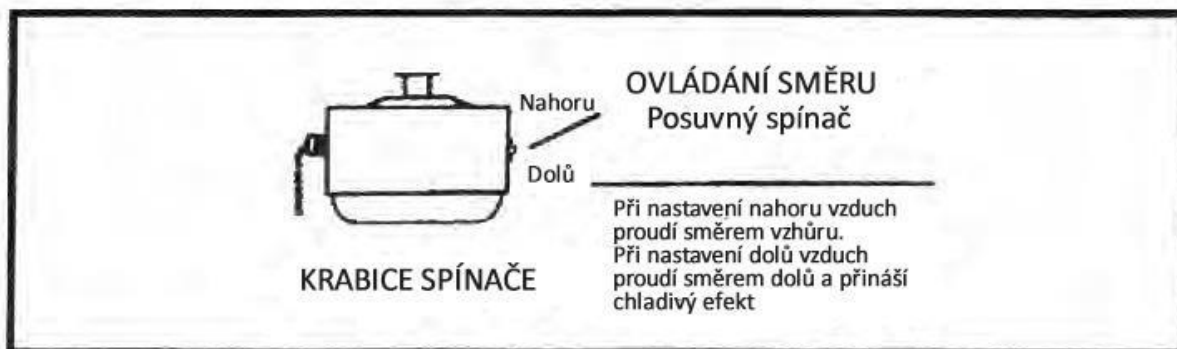 OVLÁDÁNÍ SMĚRU
Posuvný spínač
Nahoru
Dolů
Při nastavení nahoru vzduch
proudí směrem vzhůru.
Při nastavení dolů vzduch
proudí směrem dolů a přináší
chladivý efekt
KRABICE SPÍNAČE